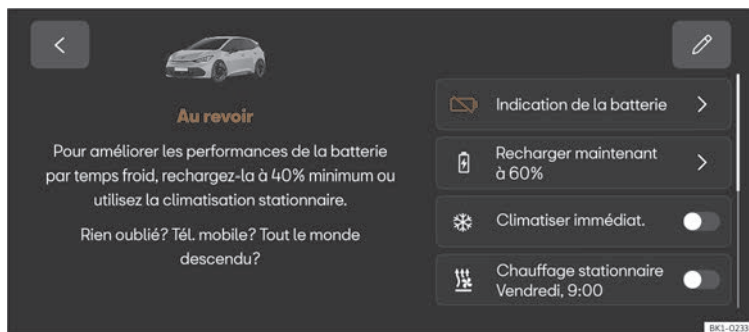 Au revoir
Pour améliorer les performances de la batterie
par temps froid, rechargez-la à 40% minimum ou
utilisez la climatisation stationnaire.
Rien oublié? Tél. mobile? Tout le monde
descendu?
Indication de la batterie
Recharger maintenant
à 60%
Climatiser immédiat.
Chauffage stationnaire
Vendredi, 9:00
BK1-0233